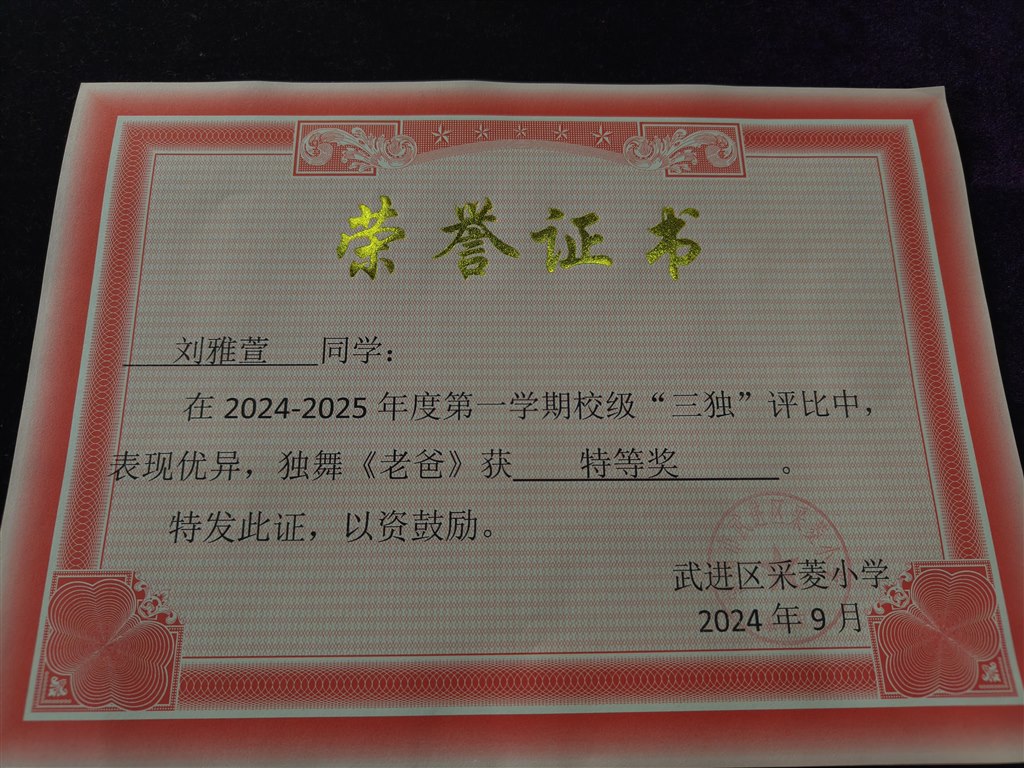 荣誉证书
刘雅萱 同学：
在 2024-2025 年度第一学期校级“三独”评比中，
表现优异，独舞《老爸》获 特等奖 。
特发此证，以资鼓励。
武进区采菱小学
2024 年 9 月